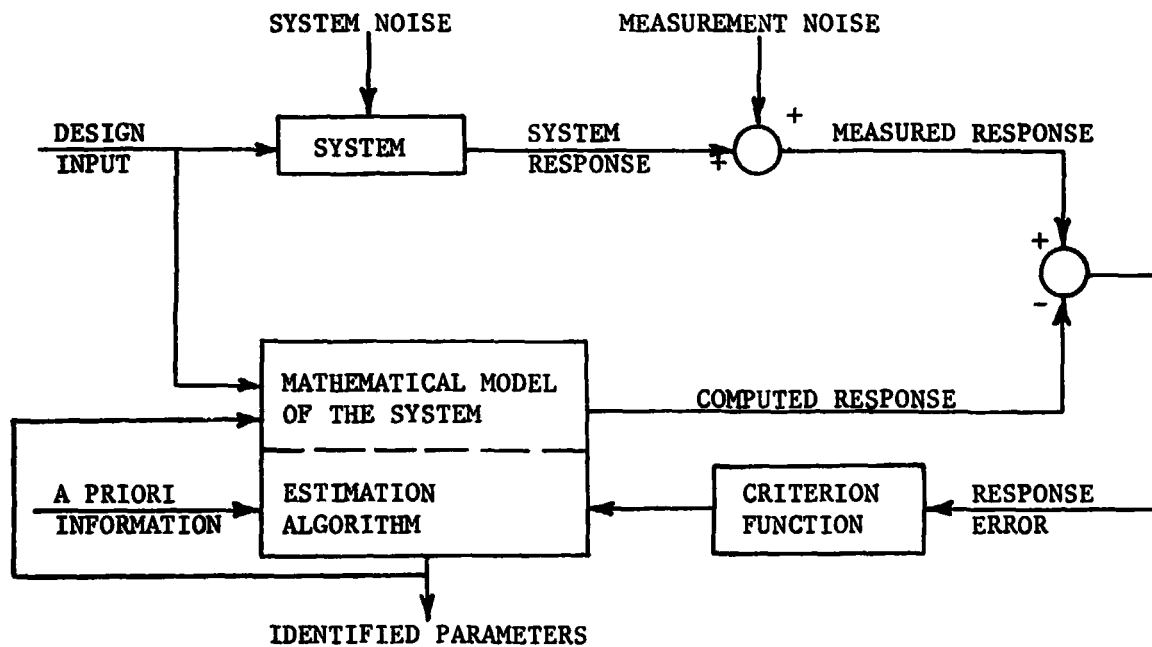 SYSTEM NOISE
MEASUREMENT NOISE
DESIGN
INPUT
SYSTEM
SYSTEM
RESPONSE
+
+
MEASURED RESPONSE
+
-
MATHEMATICAL MODEL
OF THE SYSTEM
COMPUTED RESPONSE
A PRIORI
INFORMATION
ESTIMATION
ALGORITHM
CRITERION
FUNCTION
RESPONSE
ERROR
IDENTIFIED PARAMETERS